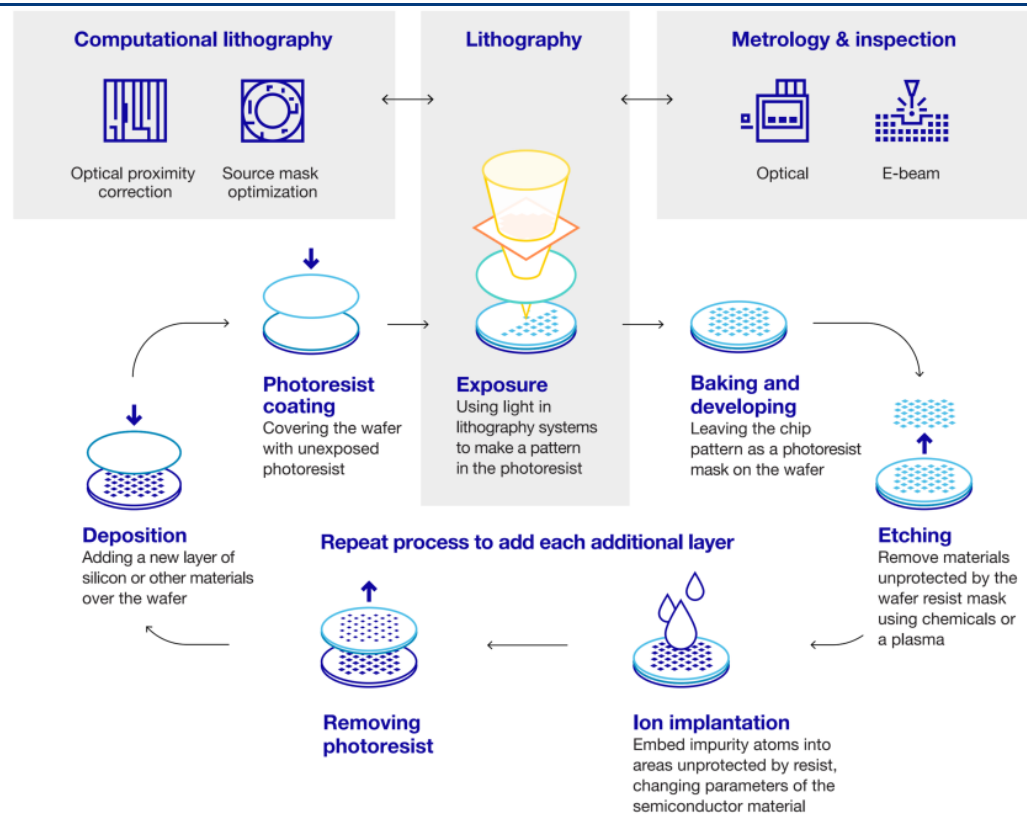 Computational lithography
Lithography
Metrology & inspection
Optical proximity
correction
Source mask
optimization
Optical
E-beam
Photoresist
coating
Covering the wafer
with unexposed
photoresist
Exposure
Using light in
lithography systems
to make a pattern
in the photoresist
Baking and
developing
Leaving the chip
pattern as a photoresist
mask on the wafer
Deposition
Adding a new layer of
silicon or other materials
over the wafer
Repeat process to add each additional layer
Etching
Remove materials
unprotected by the
wafer resist mask
using chemicals or
a plasma
Removing
photoresist
Ion implantation
Embed impurity atoms into
areas unprotected by resist,
changing parameters of the
semiconductor material